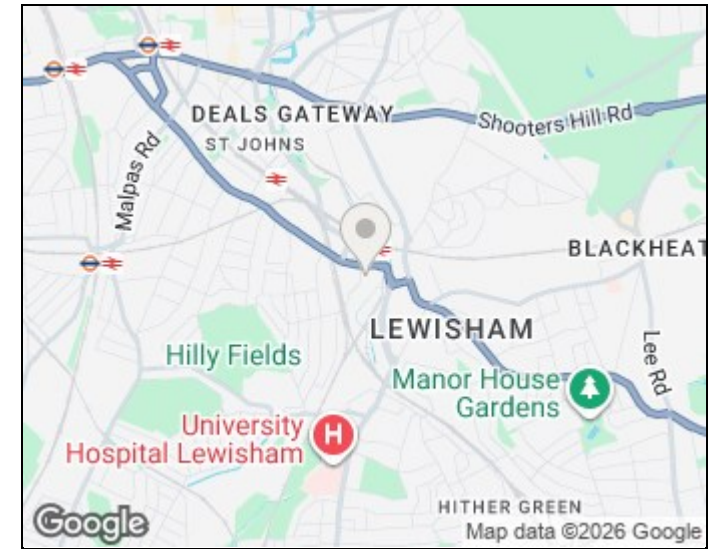 DEALS GATEWAY
Shooters Hill Rd
ST JOHNS
Malpas Rd
BLACKHEAT
LEWISHAM
Hilly Fields
Lee Rd
Manor House
Gardens
University
Hospital Lewisham
H
HITHER GREEN
Google
Map data ©2026 Google